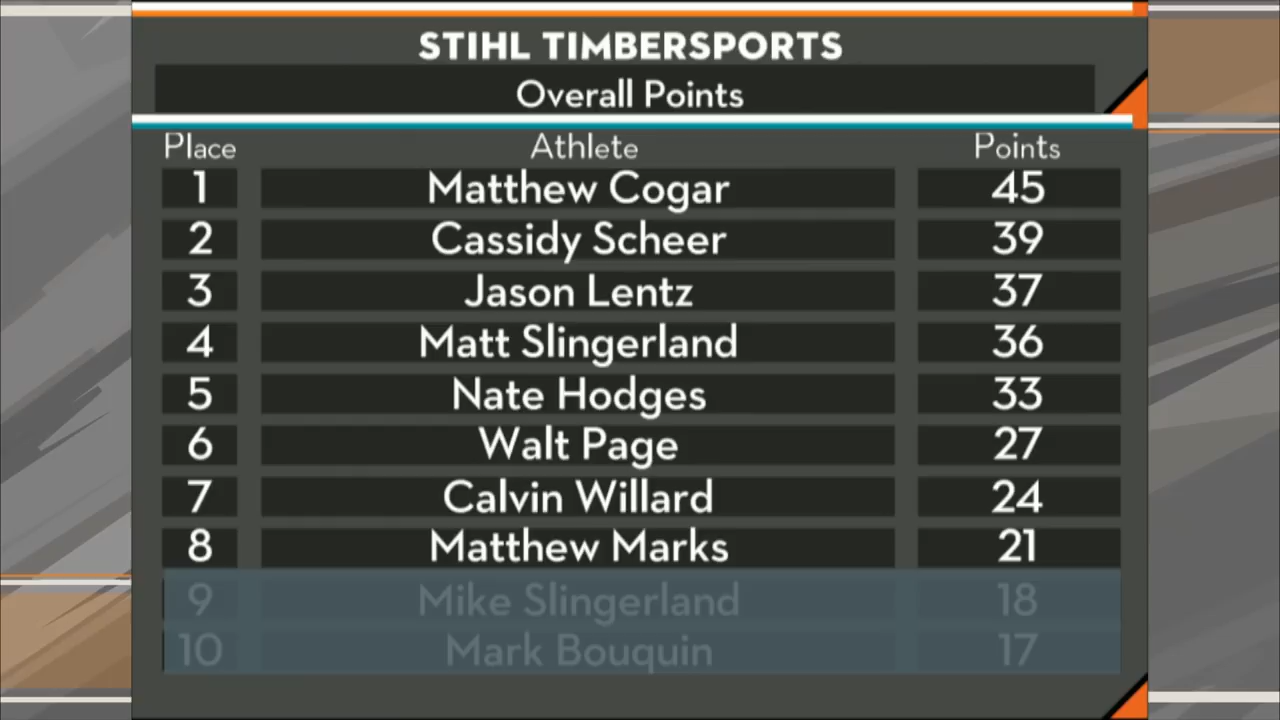 STIHL TIMBERSPORTS
Overall Points
Place Athlete Points
1 Matthew Cogar 45
2 Cassidy Scheer 39
3 Jason Lentz 37
4 Matt Slingerland 36
5 Nate Hodges 33
6 Walt Page 27
7 Calvin Willard 24
8 Matthew Marks 21
9 Mike Slingerland 18
10 Mark Bouquin 17